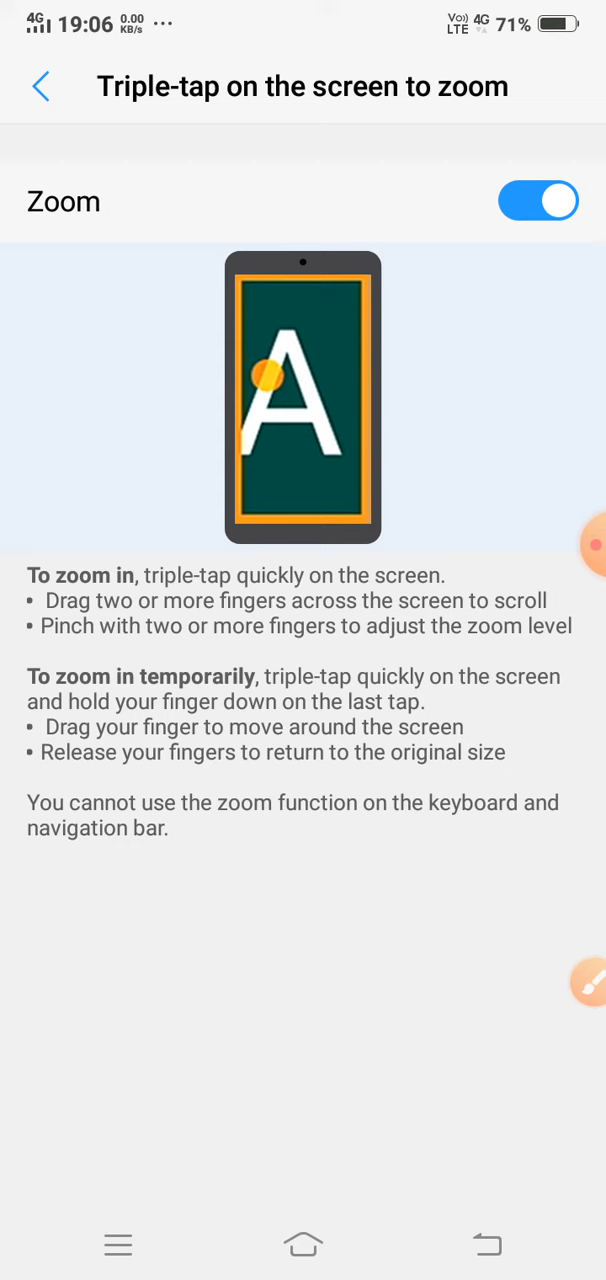 4G 19:06 0.00 KB/s ... VoLTE 4G 71%
Triple-tap on the screen to zoom
Zoom
A
To zoom in, triple-tap quickly on the screen.
• Drag two or more fingers across the screen to scroll
• Pinch with two or more fingers to adjust the zoom level
To zoom in temporarily, triple-tap quickly on the screen
and hold your finger down on the last tap.
• Drag your finger to move around the screen
• Release your fingers to return to the original size
You cannot use the zoom function on the keyboard and
navigation bar.